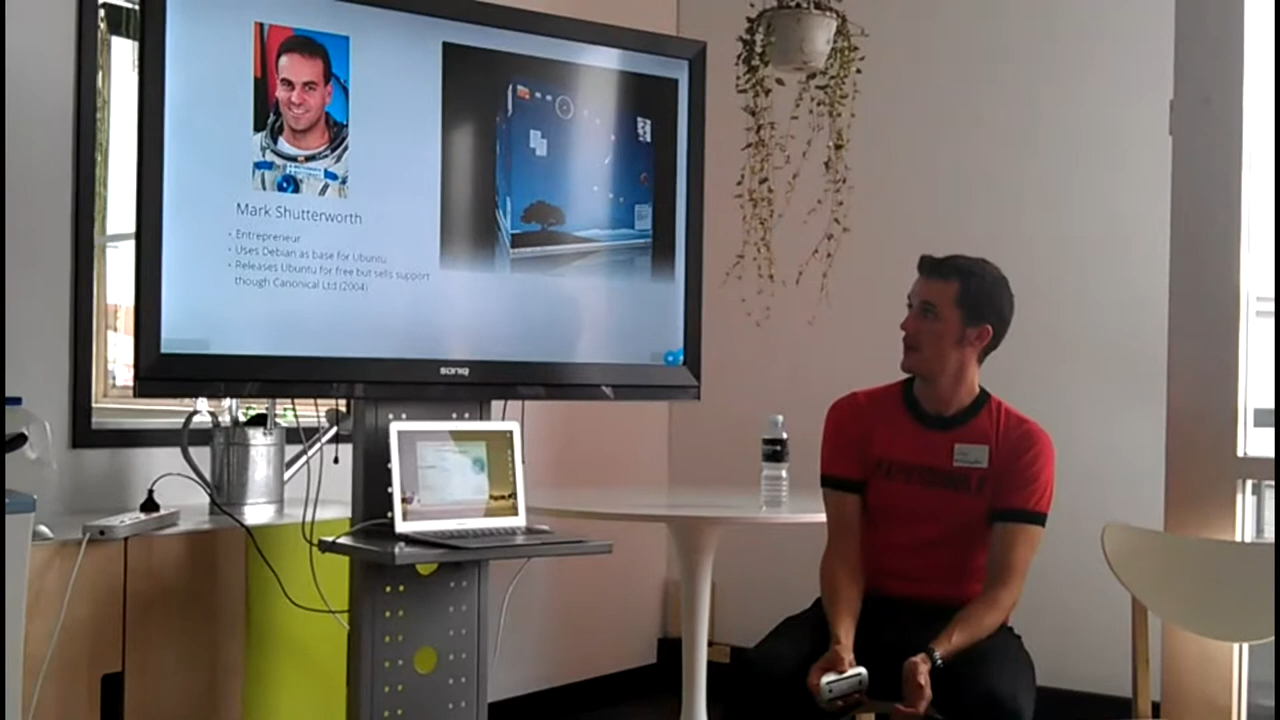 Mark Shutterworth
- Entrepreneur
- Uses Debian as base for Ubuntu
- Releases Ubuntu for free but sells support
though Canonical Ltd (2004)
soniq
EXPENDABLE